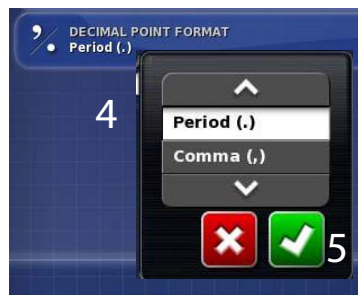 DECIMAL POINT FORMAT
Period (.)
4
Period (.)
Comma (,)
5